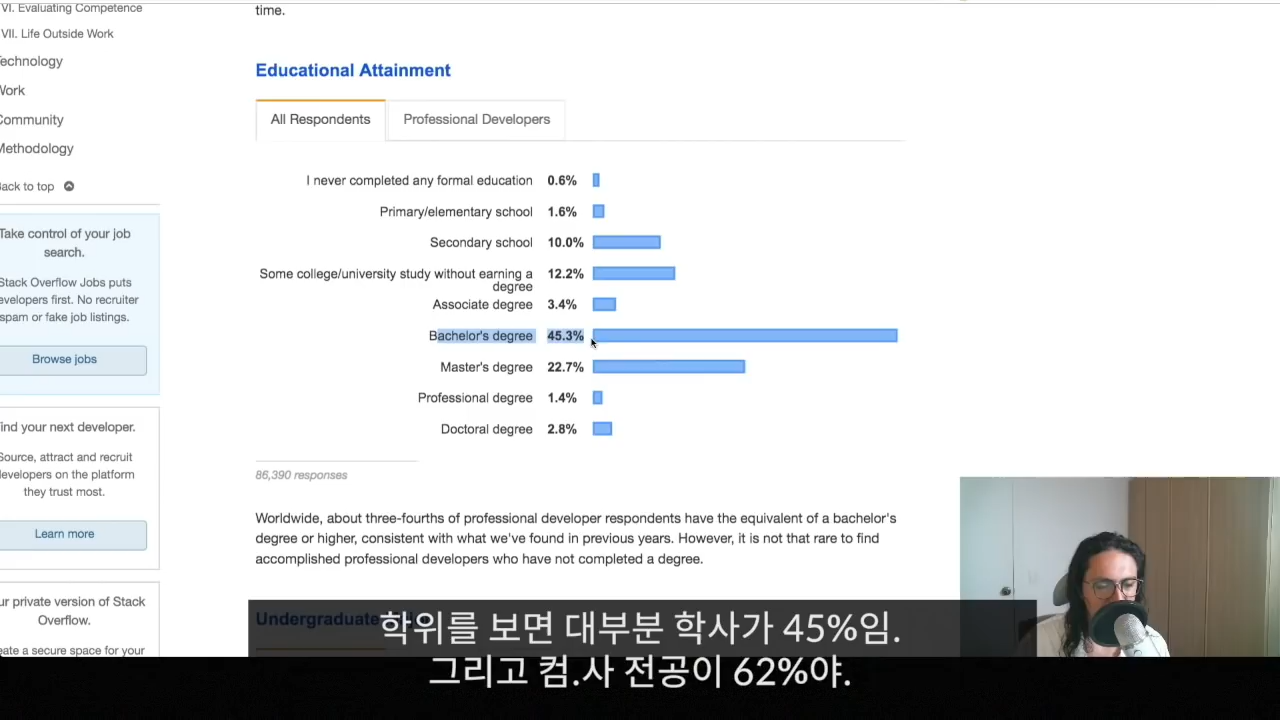 VI. Evaluating Competence
VII. Life Outside Work
echnology
Work
Community
Methodology
Back to top
Take control of your job
search.
Stack Overflow Jobs puts
evelopers first. No recruiter
spam or fake job listings.
Browse jobs
ind your next developer.
Source, attract and recruit
developers on the platform
they trust most.
Learn more
ur private version of Stack
Overflow.
eate a secure space for your
time.
Educational Attainment
All Respondents
Professional Developers
I never completed any formal education 0.6%
Primary/elementary school 1.6%
Secondary school 10.0%
Some college/university study without earning a
degree 12.2%
Associate degree 3.4%
Bachelor's degree 45.3%
Master's degree 22.7%
Professional degree 1.4%
Doctoral degree 2.8%
86,390 responses
Worldwide, about three-fourths of professional developer respondents have the equivalent of a bachelor's
degree or higher, consistent with what we've found in previous years. However, it is not that rare to find
accomplished professional developers who have not completed a degree.
Undergraduate
학위를 보면 대부분 학사가 45%임.
그리고 컴.사 전공이 62%야.